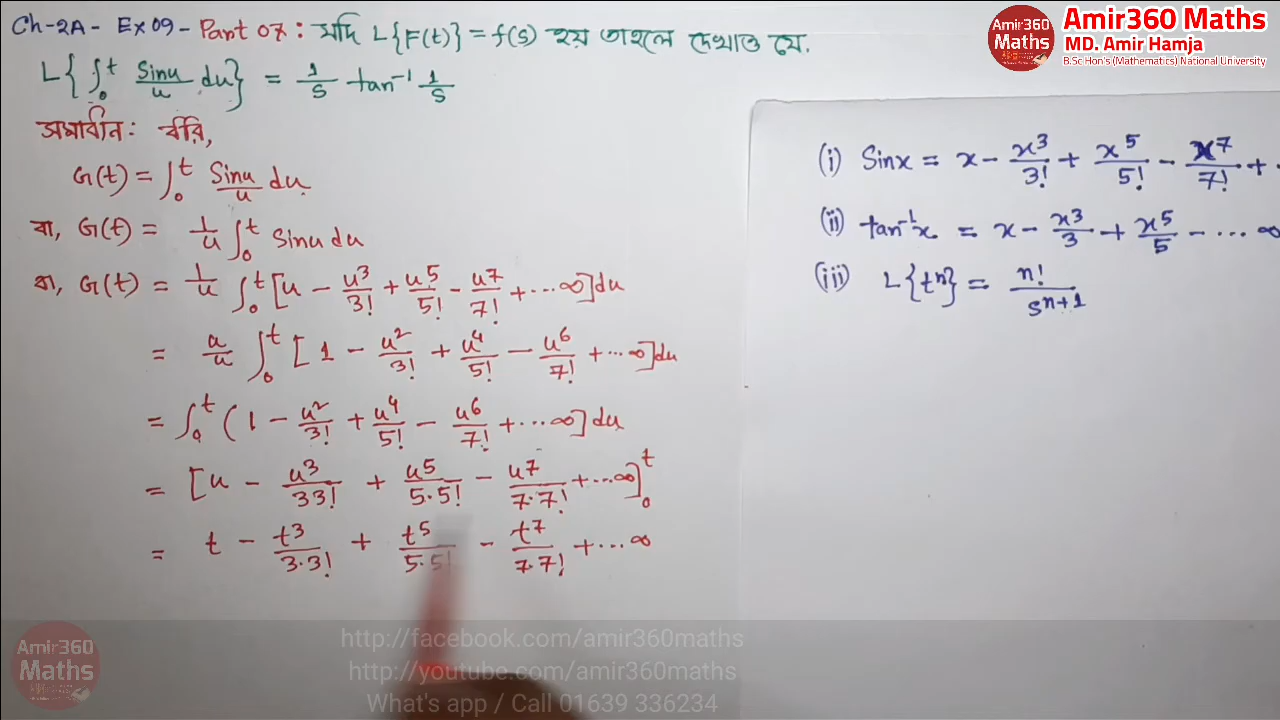 Ch-2A - Ex 09 - Part 07 : যদি L{F(t)} = f(s) হয় তাহলে দেখাও যে.
L{∫₀ᵗ Sinu/u du} = 1/s tan⁻¹ 1/s
সমাধান: ধরি,
G(t) = ∫₀ᵗ Sinu/u du
বা, G(t) = 1/u ∫₀ᵗ Sinu du
বা, G(t) = 1/u ∫₀ᵗ [u - u³/3! + u⁵/5! - u⁷/7! + ... ∞] du
= u/u ∫₀ᵗ [1 - u²/3! + u⁴/5! - u⁶/7! + ... ∞] du
= ∫₀ᵗ (1 - u²/3! + u⁴/5! - u⁶/7! + ... ∞] du
= [u - u³/33! + u⁵/5·5! - u⁷/7·7! + ... ∞]₀ᵗ
= t - t³/3·3! + t⁵/5·5! - t⁷/7·7! + ... ∞
(i) Sinx = x - x³/3! + x⁵/5! - x⁷/7! + .
(ii) tan⁻¹x = x - x³/3 + x⁵/5 - ... ∞
(iii) L{tⁿ} = n!/sⁿ⁺¹
Amir360
Maths
Amir360 Maths
MD. Amir Hamja
B.Sc Hon's (Mathematics) National University
Amir360
Maths
http://facebook.com/amir360maths
http://youtube.com/amir360maths
What's app / Call 01639 336234